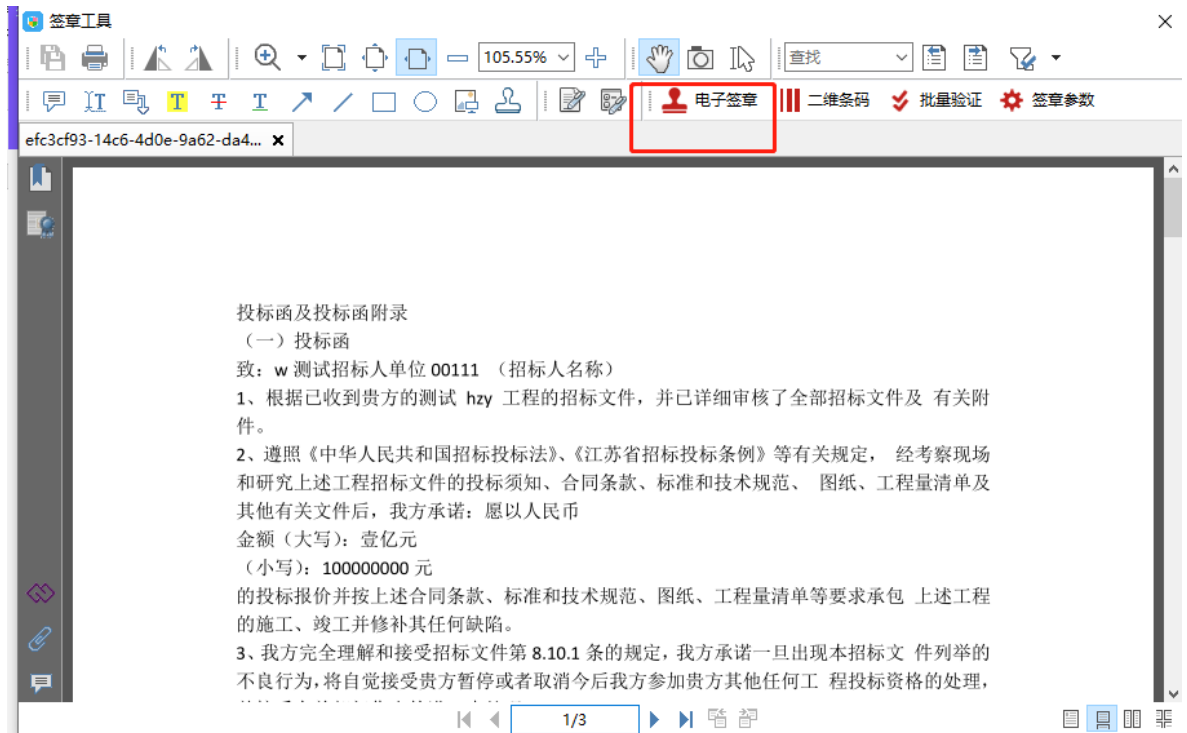 签章工具
105.55%
查找
电子签章
二维条码
批量验证
签章参数
efc3cf93-14c6-4d0e-9a62-da4...
投标函及投标函附录
（一）投标函
致：w 测试招标人单位 00111 （招标人名称）
1、根据已收到贵方的测试 hzy 工程的招标文件，并已详细审核了全部招标文件及 有关附
件。
2、遵照《中华人民共和国招标投标法》、《江苏省招标投标条例》等有关规定， 经考察现场
和研究上述工程招标文件的投标须知、合同条款、标准和技术规范、 图纸、工程量清单及
其他有关文件后，我方承诺：愿以人民币
金额（大写）：壹亿元
（小写）：100000000 元
的投标报价并按上述合同条款、标准和技术规范、图纸、工程量清单等要求承包 上述工程
的施工、竣工并修补其任何缺陷。
3、我方完全理解和接受招标文件第 8.10.1 条的规定，我方承诺一旦出现本招标文 件列举的
不良行为，将自觉接受贵方暂停或者取消今后我方参加贵方其他任何工 程投标资格的处理，
1/3